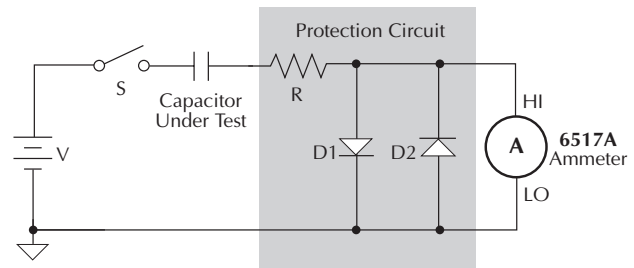 Protection Circuit
S
Capacitor
Under Test
R
HI
V
D1
D2
A
6517A
Ammeter
LO